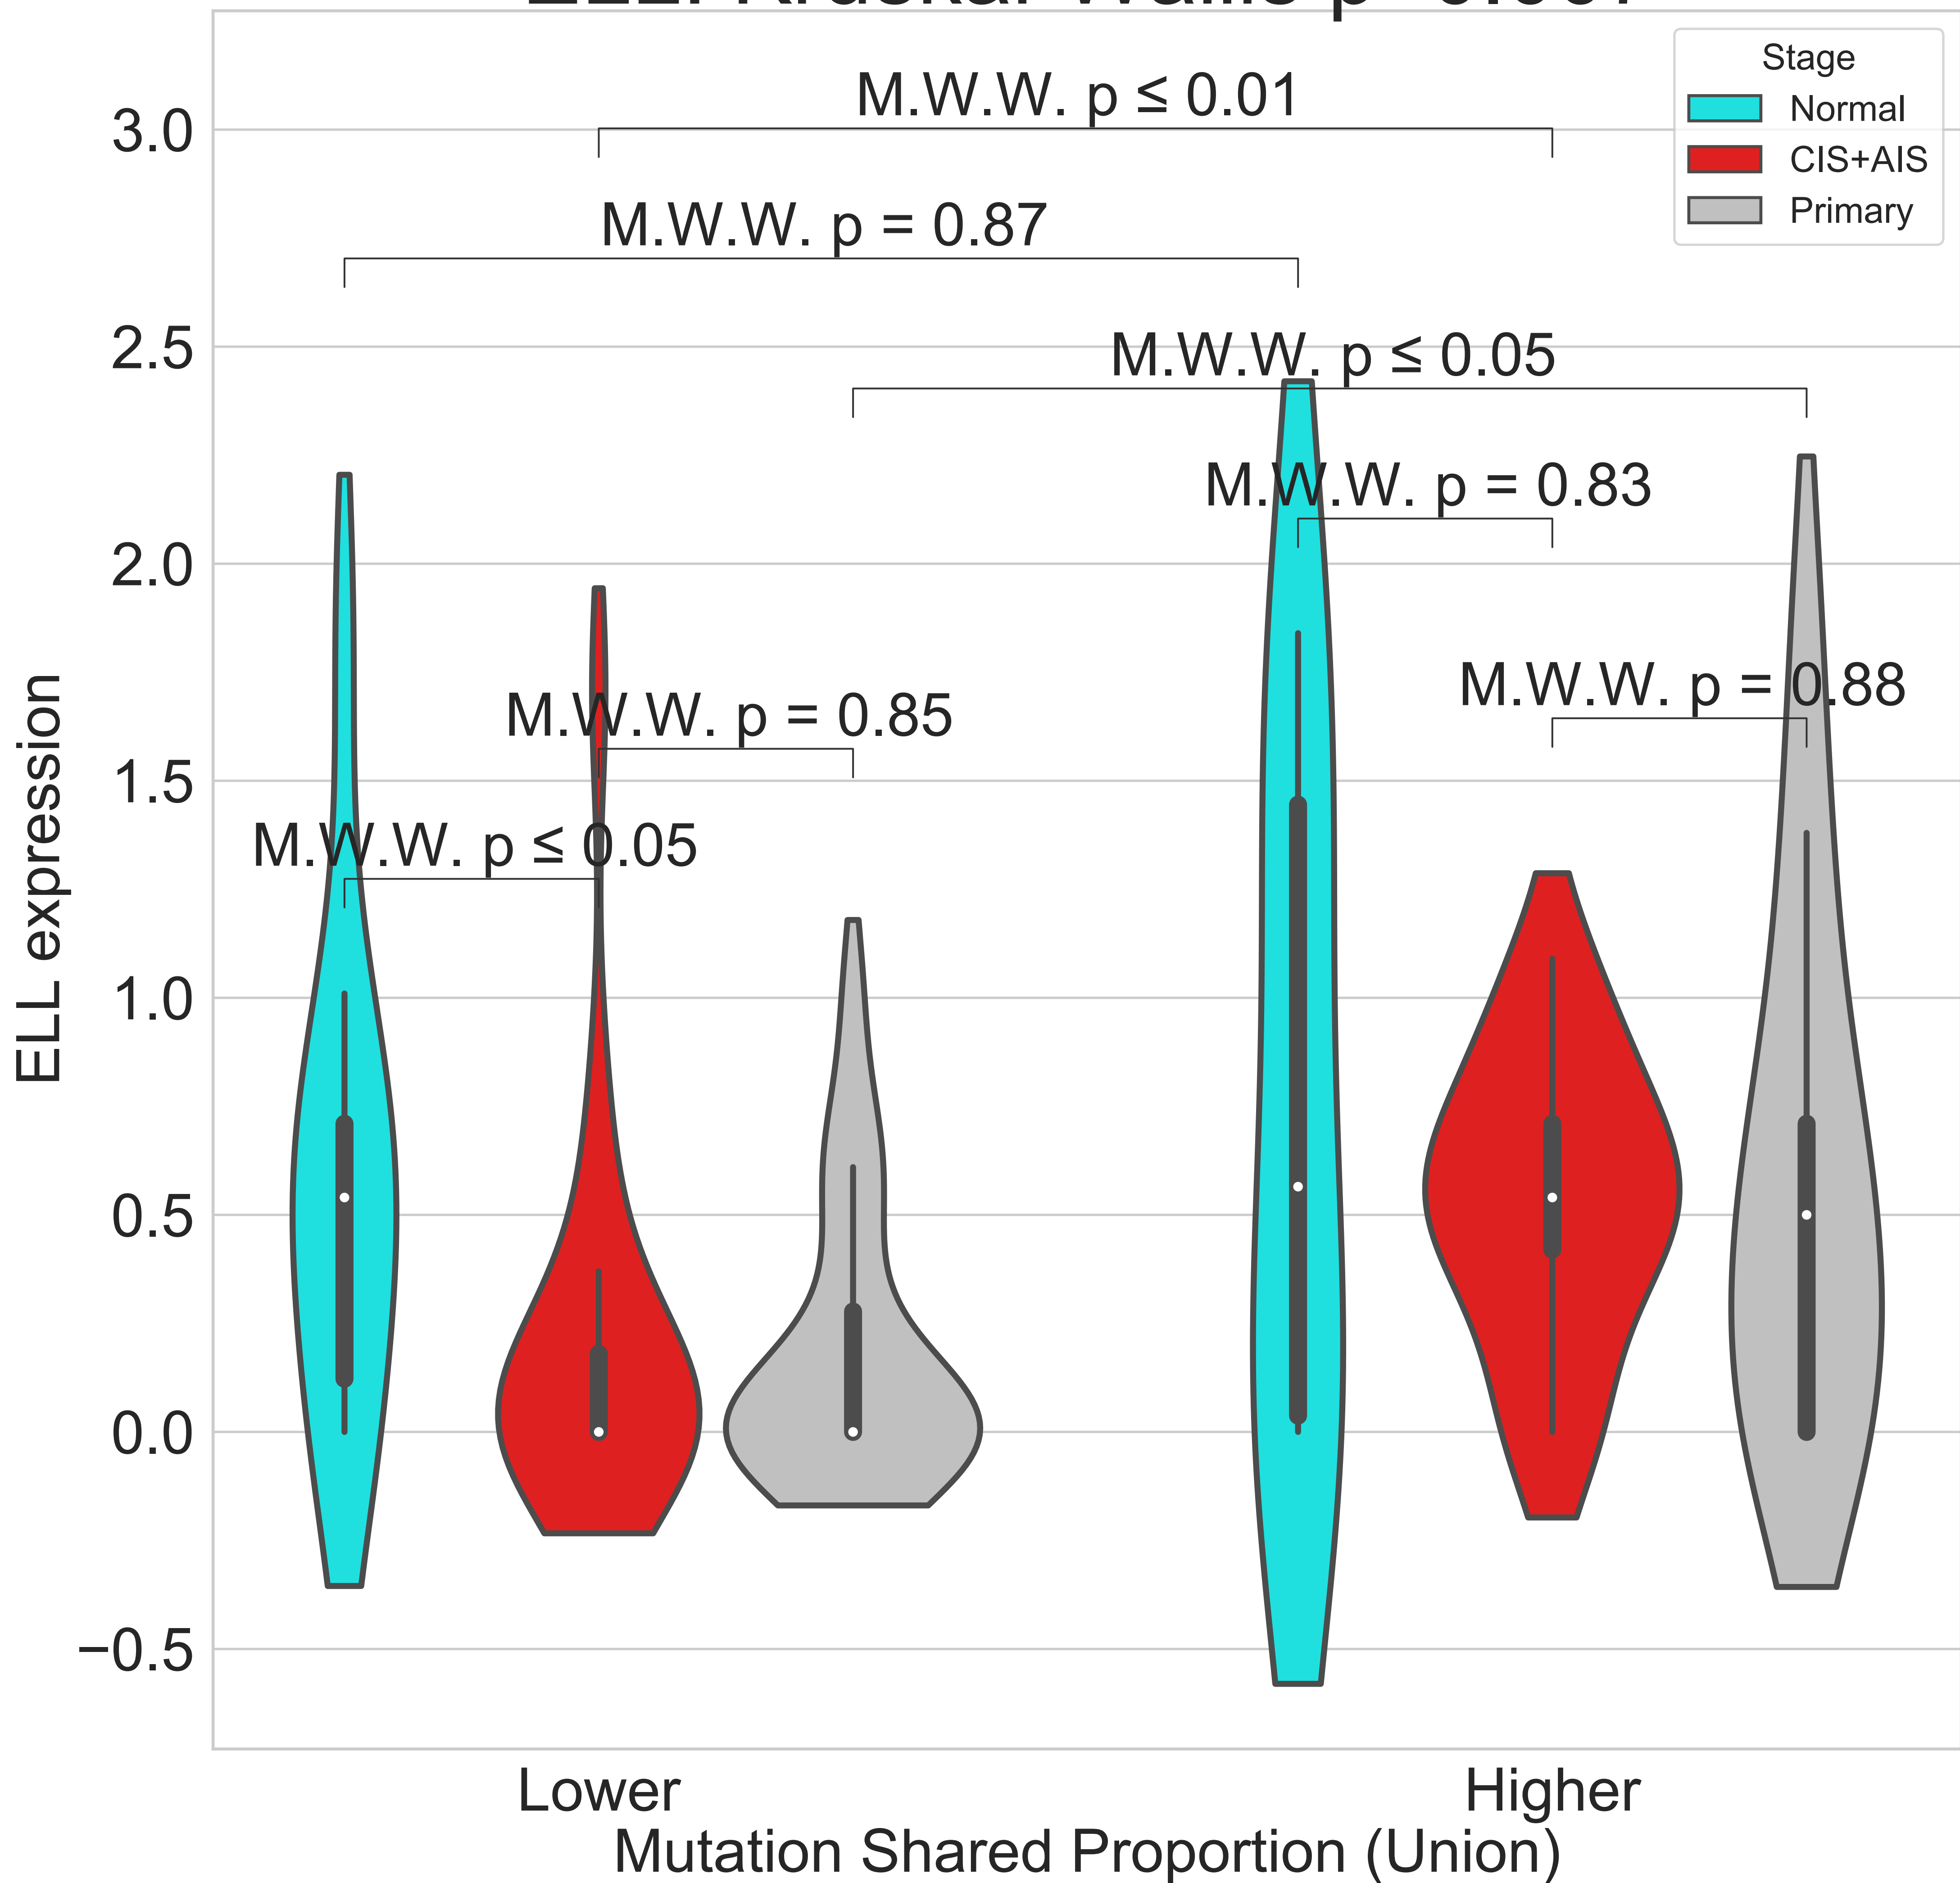 Stage
Normal
CIS+AIS
Primary
M.W.W. p ≤ 0.01
3.0
M.W.W. p = 0.87
2.5
M.W.W. p ≤ 0.05
M.W.W. p = 0.83
2.0
M.W.W. p = 0.88
M.W.W. p = 0.85
1.5
M.W.W. p ≤ 0.05
1.0
0.5
0.0
−0.5
ELL expression
Lower
Higher
Mutation Shared Proportion (Union)